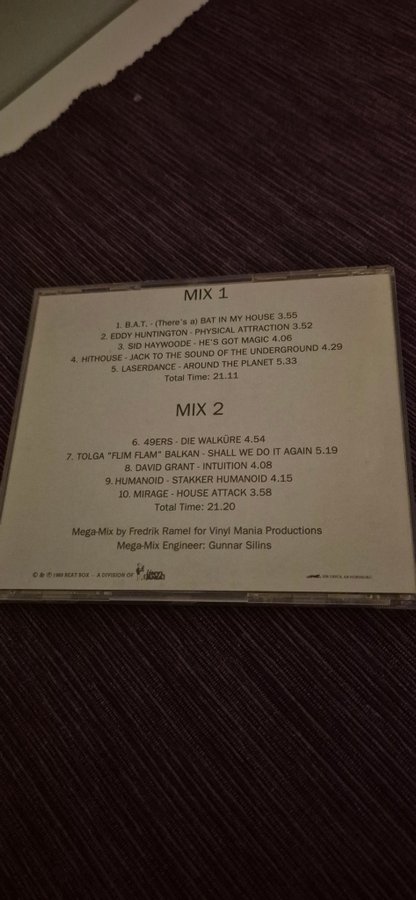 MIX 1
1. B.A.T. - (There's a) BAT IN MY HOUSE 3.55
2. EDDY HUNTINGTON - PHYSICAL ATTRACTION 3.52
3. SID HAYWOODE - HE'S GOT MAGIC 4.06
4. HITHOUSE - JACK TO THE SOUND OF THE UNDERGROUND 4.29
5. LASERDANCE - AROUND THE PLANET 5.33
Total Time: 21.11
MIX 2
6. 49ERS - DIE WALKÜRE 4.54
7. TOLGA "FLIM FLAM" BALKAN - SHALL WE DO IT AGAIN 5.19
8. DAVID GRANT - INTUITION 4.08
9. HUMANOID - STAKKER HUMANOID 4.15
10. MIRAGE - HOUSE ATTACK 3.58
Total Time: 21.20
Mega-Mix by Fredrik Ramel for Vinyl Mania Productions
Mega-Mix Engineer: Gunnar Silins
© & ℗ 1989 BEAT BOX - A DIVISION OF